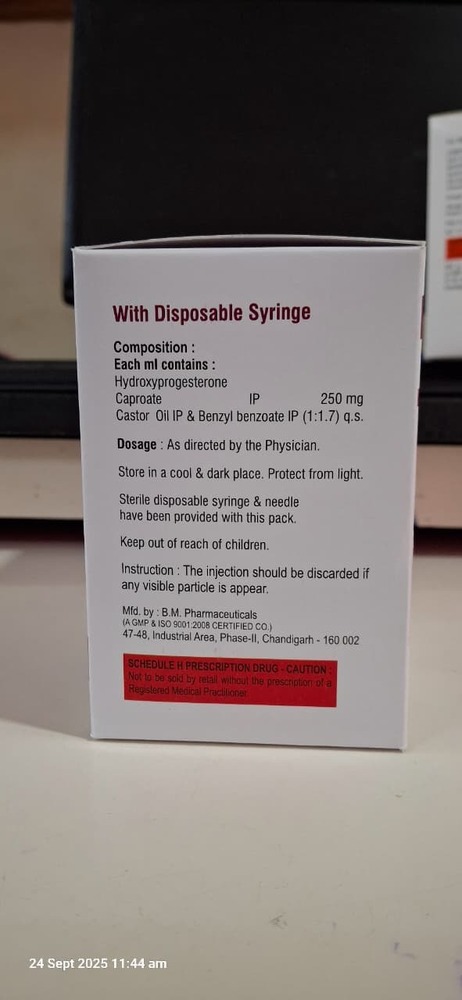 With Disposable Syringe
Composition :
Each ml contains :
Hydroxyprogesterone
Caproate IP 250 mg
Castor Oil IP & Benzyl benzoate IP (1:1.7) q.s.
Dosage : As directed by the Physician.
Store in a cool & dark place. Protect from light.
Sterile disposable syringe & needle
have been provided with this pack.
Keep out of reach of children.
Instruction : The injection should be discarded if
any visible particle is appear.
Mfd. by : B.M. Pharmaceuticals
(A GMP & ISO 9001:2008 CERTIFIED CO.)
47-48, Industrial Area, Phase-II, Chandigarh - 160 002
SCHEDULE H PRESCRIPTION DRUG - CAUTION :
Not to be sold by retail without the prescription of a
Registered Medical Practitioner.
24 Sept 2025 11:44 am